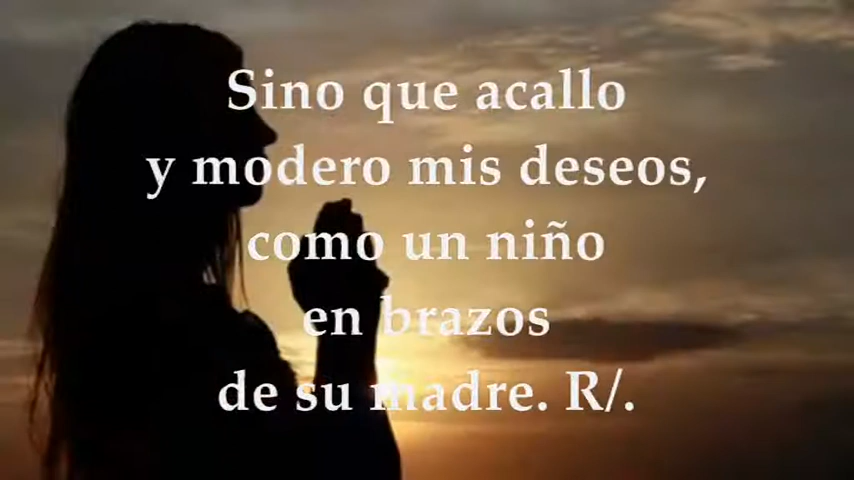 Sino que acallo
y modero mis deseos,
como un niño
en brazos
de su madre. R/.